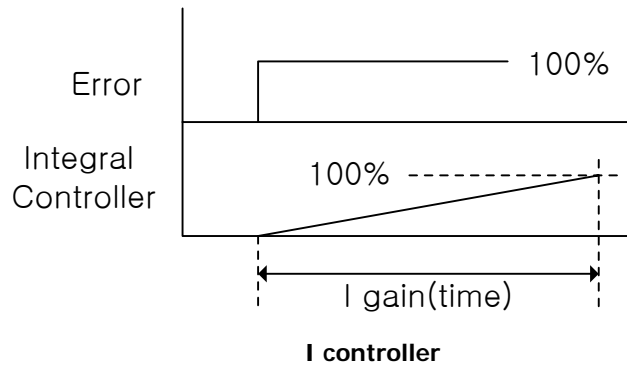 Error
100%
Integral
Controller
100%
I gain(time)
I controller